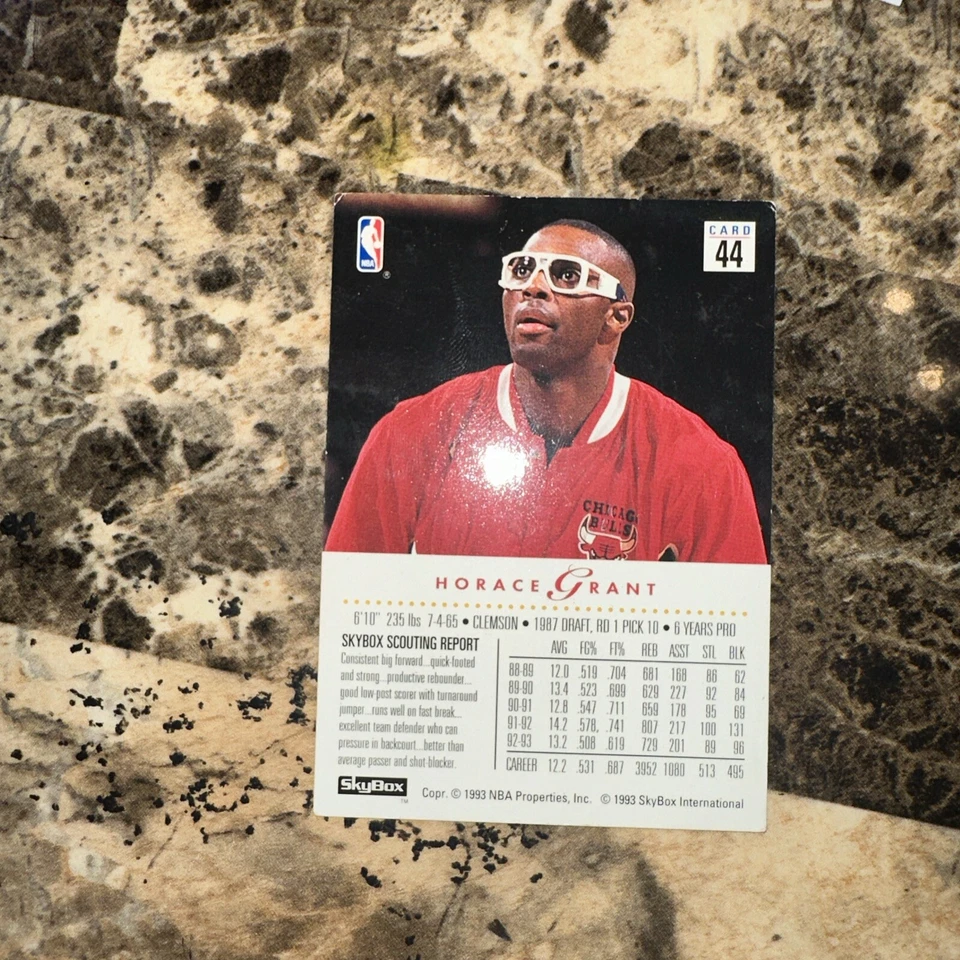 NBA
®
CARD
44
CHICAGO
BULLS
HORACE GRANT
6'10" 235 lbs 7-4-65 • CLEMSON • 1987 DRAFT, RD 1 PICK 10 • 6 YEARS PRO
SKYBOX SCOUTING REPORT
Consistent big forward...quick-footed
and strong...productive rebounder...
good low-post scorer with turnaround
jumper...runs well on fast break...
excellent team defender who can
pressure in backcourt...better than
average passer and shot-blocker.
AVG FG% FT% REB ASST STL BLK
88-89 12.0 .519 .704 681 168 86 62
89-90 13.4 .523 .699 629 227 92 84
90-91 12.8 .547 .711 659 178 95 69
91-92 14.2 .578 .741 807 217 100 131
92-93 13.2 .508 .619 729 201 89 96
CAREER 12.2 .531 .687 3952 1080 513 495
SkyBox
TM
Copr. © 1993 NBA Properties, Inc. © 1993 SkyBox International